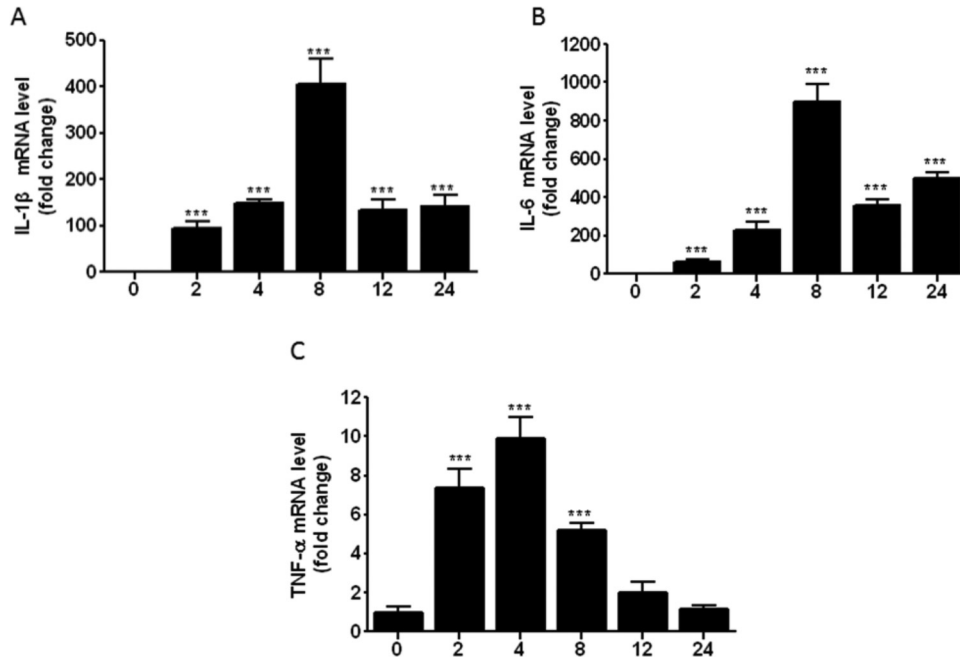 A
IL-1β mRNA level
(fold change)
500
400
300
200
100
0
***
***
***
***
***
0 2 4 8 12 24
B
IL-6 mRNA level
(fold change)
1200
1000
800
600
400
200
0
***
***
***
***
***
0 2 4 8 12 24
C
TNF-α mRNA level
(fold change)
12
10
8
6
4
2
0
***
***
***
0 2 4 8 12 24